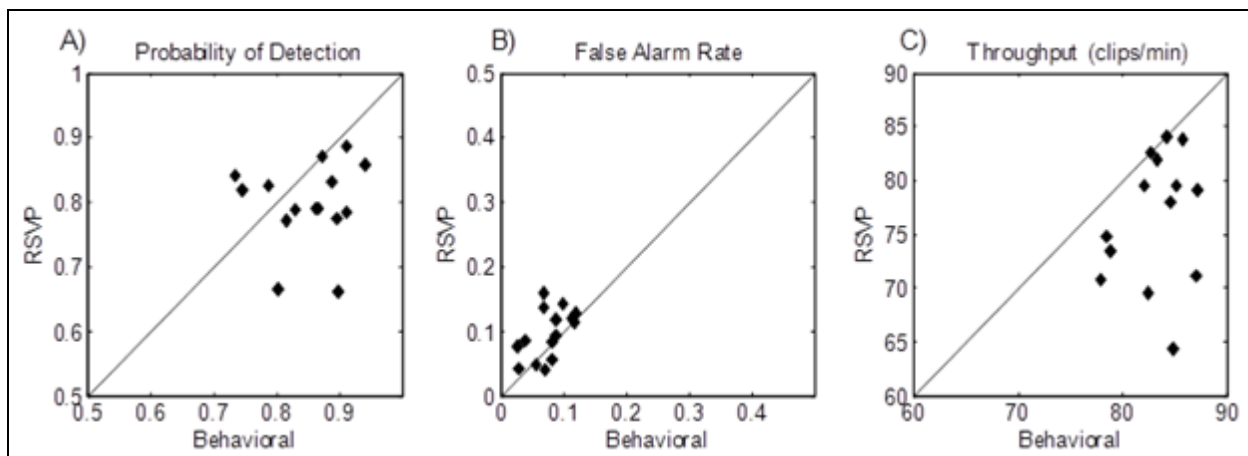 A) Probability of Detection
1
0.9
0.8
0.7
0.6
0.5
RSVP
0.5 0.6 0.7 0.8 0.9
Behavioral
B) False Alarm Rate
0.5
0.4
0.3
0.2
0.1
0
RSVP
0 0.1 0.2 0.3 0.4
Behavioral
C) Throughput (clips/min)
90
85
80
75
70
65
60
RSVP
60 70 80 90
Behavioral